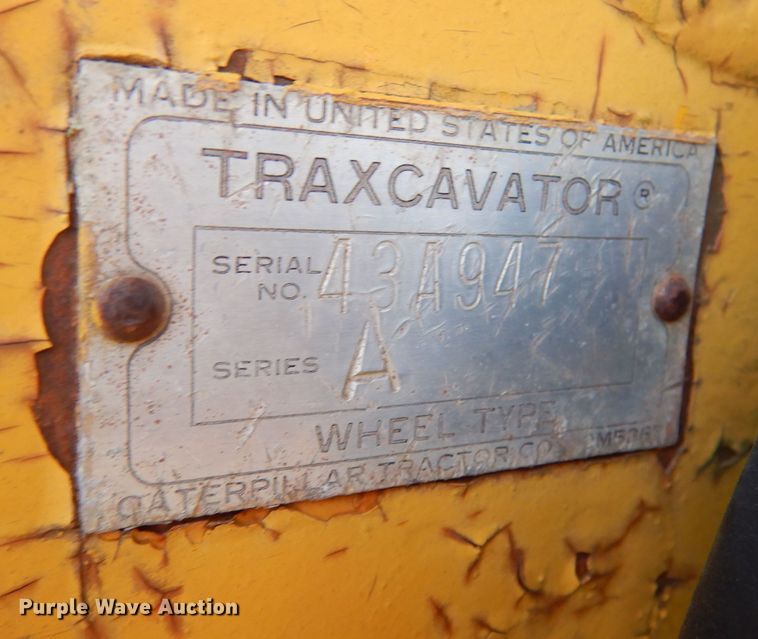 MADE IN UNITED STATES OF AMERICA
TRAXCAVATOR ®
SERIAL NO. 43A947
SERIES A
WHEEL TYPE
CATERPILLAR TRACTOR CO.
Purple Wave Auction